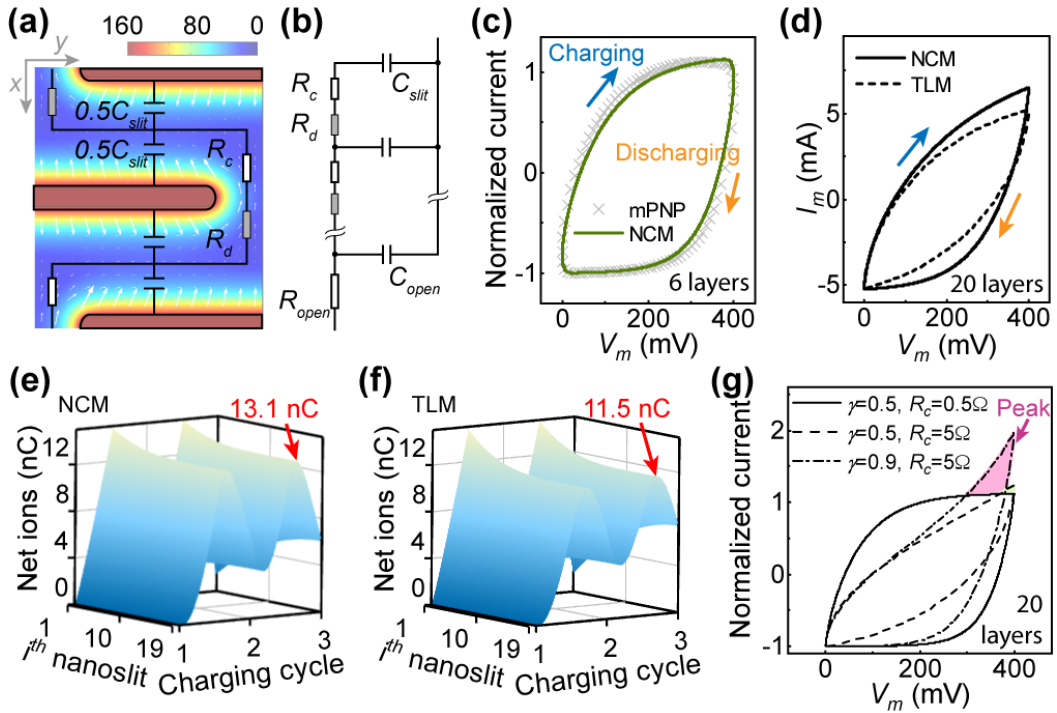 (a)
160 80 0
y
x
0.5C_slit
0.5C_slit
R_c
R_d
(b)
R_c
C_slit
R_d
C_open
R_open
(c)
Charging
Discharging
mPNP
NCM
6 layers
Normalized current
1
0
-1
0 200 400
V_m (mV)
(d)
NCM
TLM
20 layers
I_m (mA)
5
0
-5
0 200 400
V_m (mV)
(e)
NCM
13.1 nC
Net ions (nC)
12
8
4
0
1
10
19
i^th nanoslit
1
2
3
Charging cycle
(f)
TLM
11.5 nC
Net ions (nC)
12
8
4
0
1
10
19
i^th nanoslit
1
2
3
Charging cycle
(g)
γ=0.5, R_c=0.5Ω
γ=0.5, R_c=5Ω
γ=0.9, R_c=5Ω
Peak
20
layers
Normalized current
2
1
0
-1
0 200 400
V_m (mV)